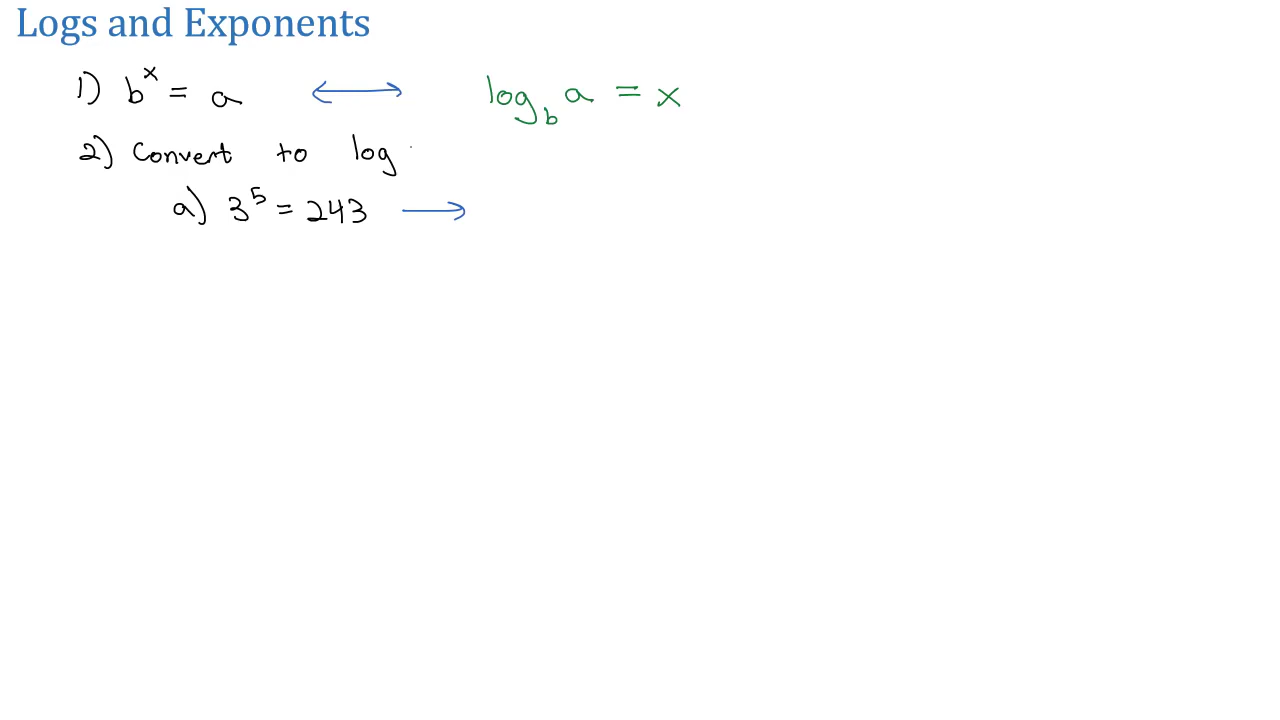 Logs and Exponents
1) b^x = a ⟷ log_b a = x
2) Convert to log
a) 3^5 = 243 ⟶